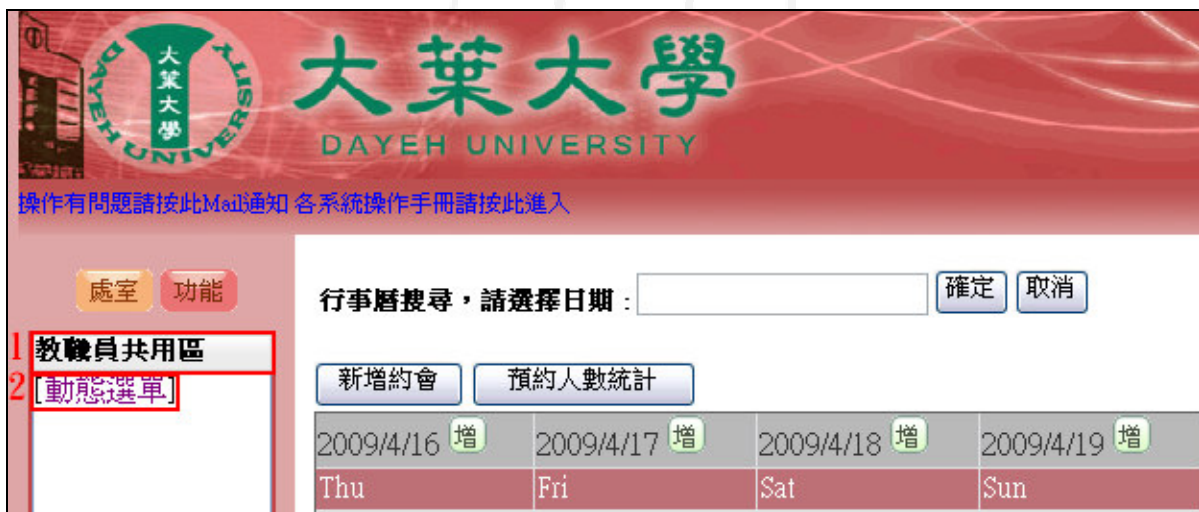 大葉大學
DAYEH UNIVERSITY
大葉大學
DAYEH UNIVERSITY
操作有問題請按此Mail通知 各系統操作手冊請按此進入
處室 功能
行事曆搜尋，請選擇日期： 確定 取消
1 教職員共用區
2 [動態選單]
新增約會 預約人數統計
2009/4/16 增 2009/4/17 增 2009/4/18 增 2009/4/19 增
Thu Fri Sat Sun